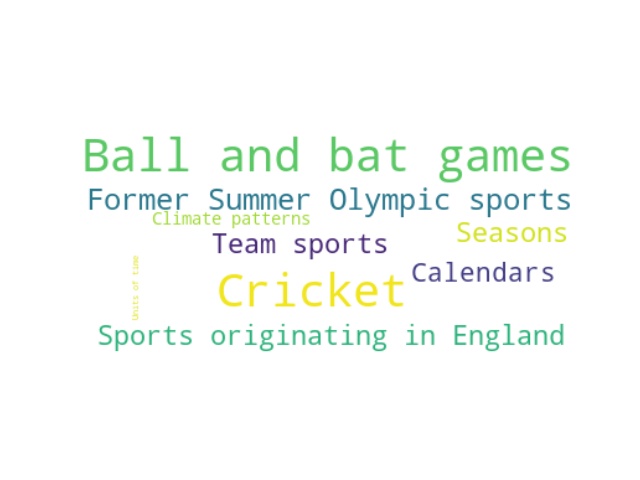 Ball and bat games
Former Summer Olympic sports
Climate patterns
Seasons
Team sports
Calendars
Units of time
Cricket
Sports originating in England